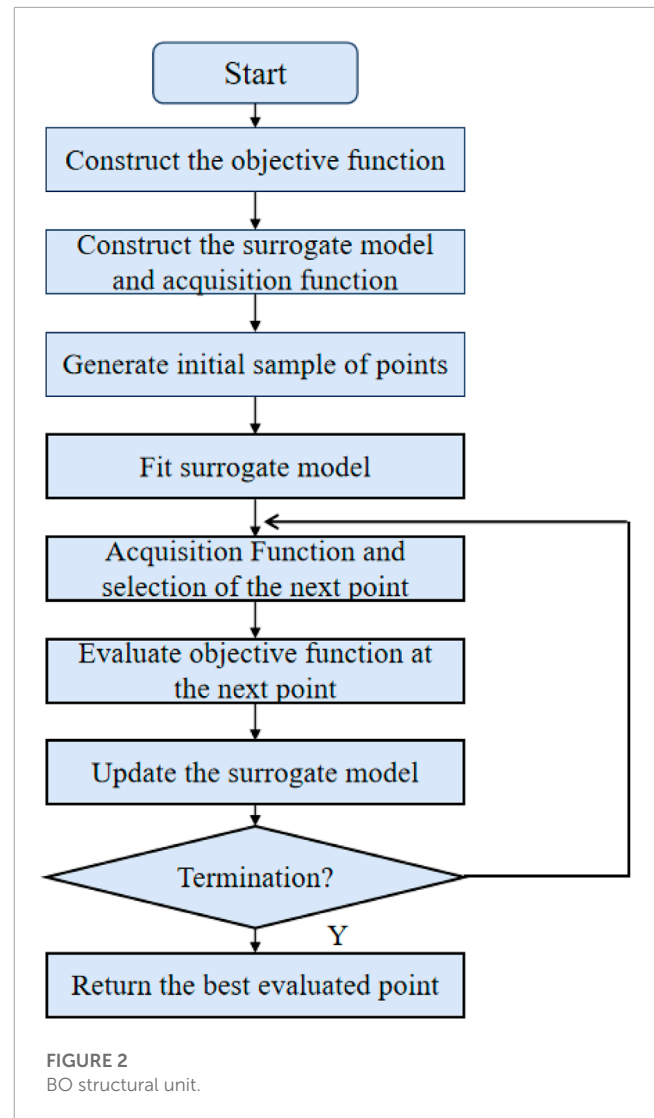 Start
Construct the objective function
Construct the surrogate model
and acquisition function
Generate initial sample of points
Fit surrogate model
Acquisition Function and
selection of the next point
Evaluate objective function at
the next point
Update the surrogate model
Termination?
Y
Return the best evaluated point
FIGURE 2
BO structural unit.